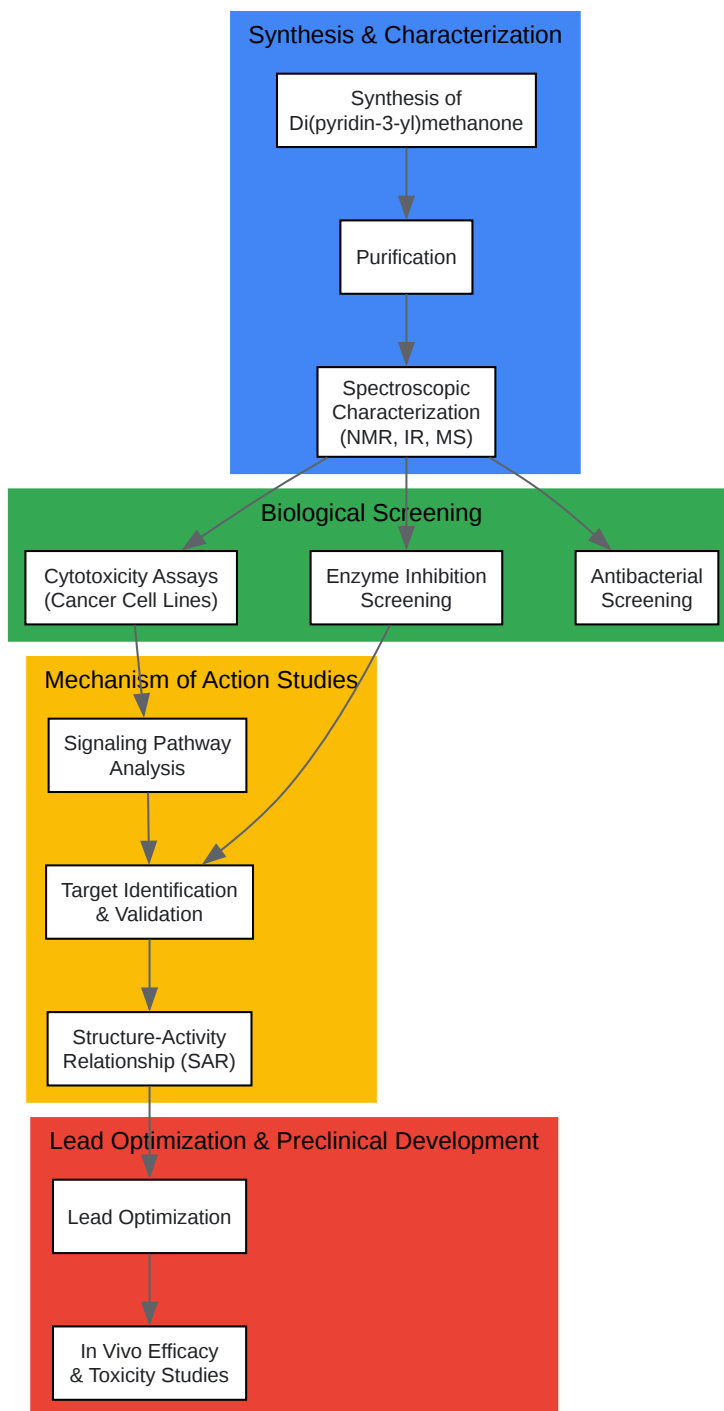 Synthesis & Characterization
Synthesis of
Di(pyridin-3-yl)methanone
Purification
Spectroscopic
Characterization
(NMR, IR, MS)
Biological Screening
Cytotoxicity Assays
(Cancer Cell Lines)
Enzyme Inhibition
Screening
Antibacterial
Screening
Mechanism of Action Studies
Signaling Pathway
Analysis
Target Identification
& Validation
Structure-Activity
Relationship (SAR)
Lead Optimization & Preclinical Development
Lead Optimization
In Vivo Efficacy
& Toxicity Studies